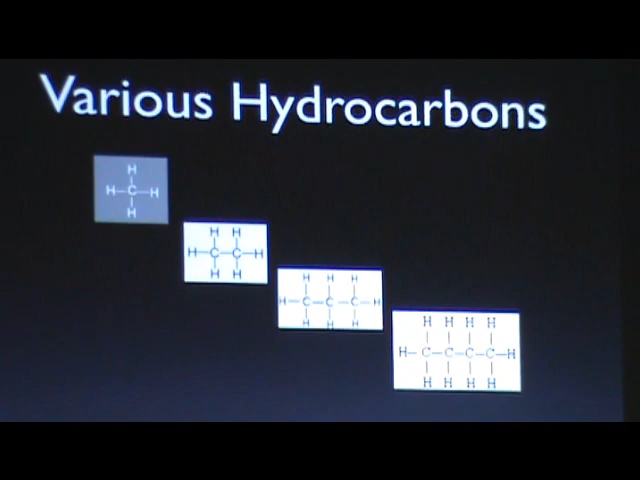 Various Hydrocarbons
H
H-C-H
H
H H
H-C-C-H
H H
H H H
H-C-C-C-H
H H H
H H H H
H-C-C-C-C-H
H H H H